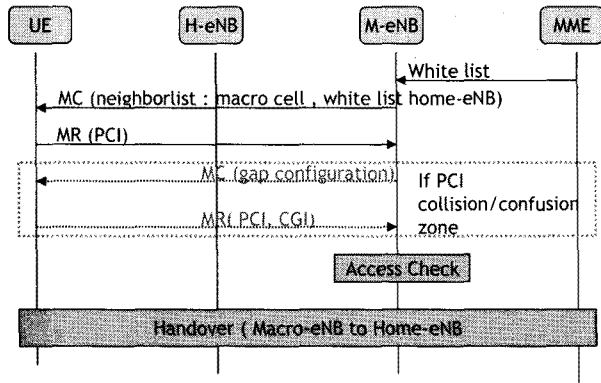 UE
H-eNB
M-eNB
MME
White list
MC (neighborlist : macro cell , white list home-eNB)
MR (PCI)
MC (gap configuration)
If PCI
collision/confusion
zone
MR( PCI, CGI)
Access Check
Handover ( Macro-eNB to Home-eNB